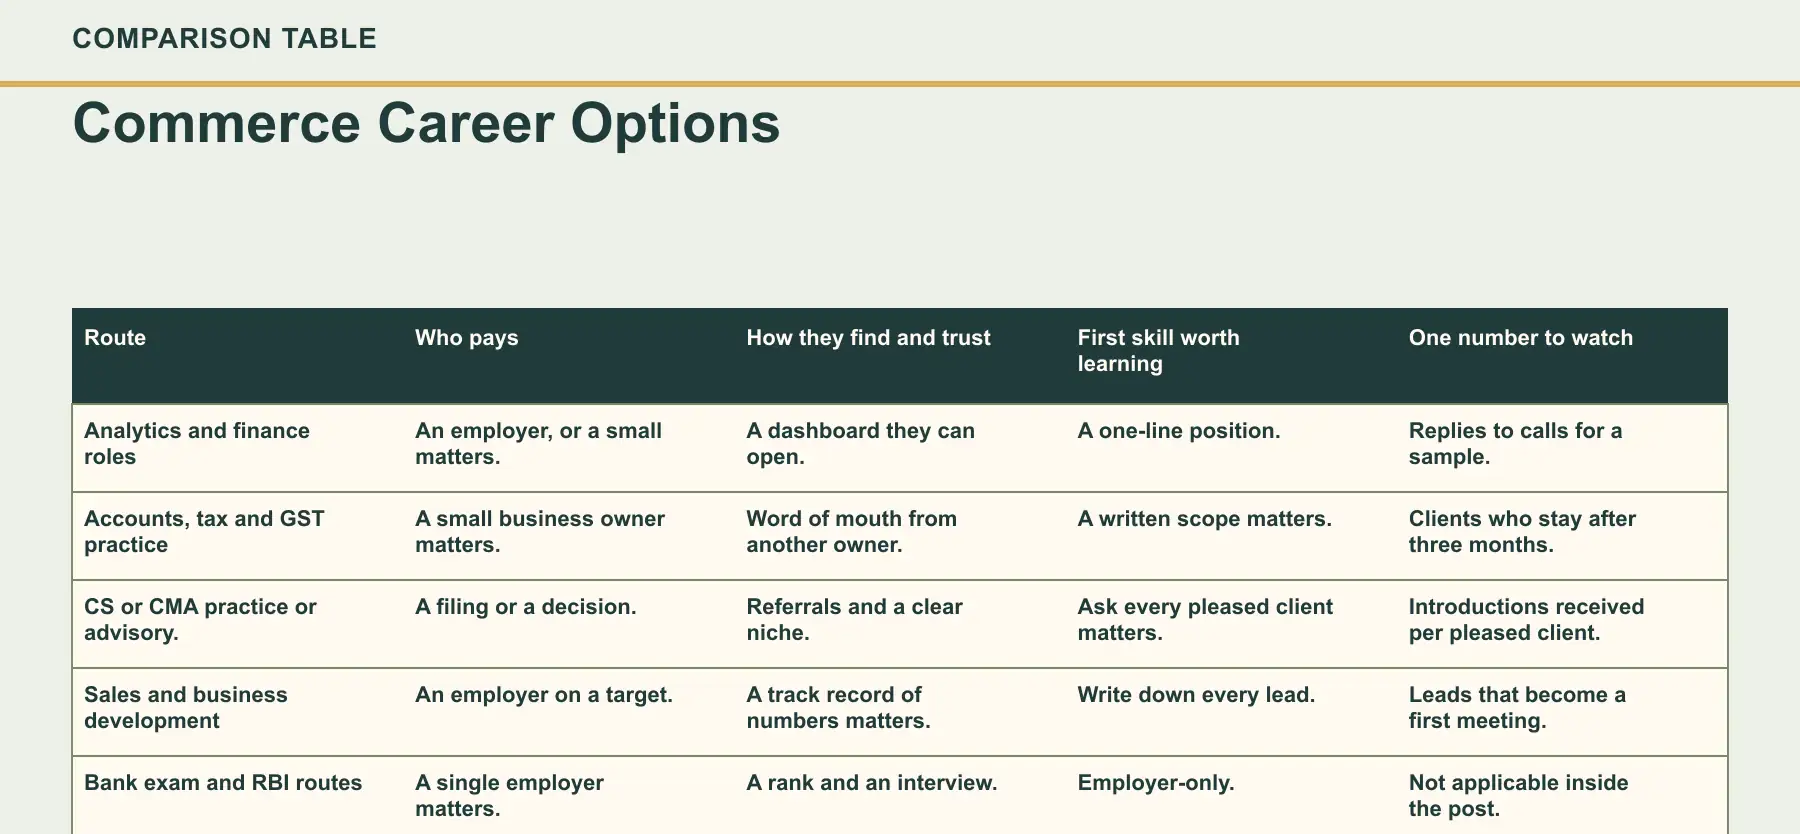 COMPARISON TABLE
Commerce Career Options
Route Who pays How they find and trust First skill worth
learning One number to watch
Analytics and finance
roles An employer, or a small
matters. A dashboard they can
open. A one-line position. Replies to calls for a
sample.
Accounts, tax and GST
practice A small business owner
matters. Word of mouth from
another owner. A written scope matters. Clients who stay after
three months.
CS or CMA practice or
advisory. A filing or a decision. Referrals and a clear
niche. Ask every pleased client
matters. Introductions received
per pleased client.
Sales and business
development An employer on a target. A track record of
numbers matters. Write down every lead. Leads that become a
first meeting.
Bank exam and RBI routes A single employer
matters. A rank and an interview. Employer-only. Not applicable inside
the post.